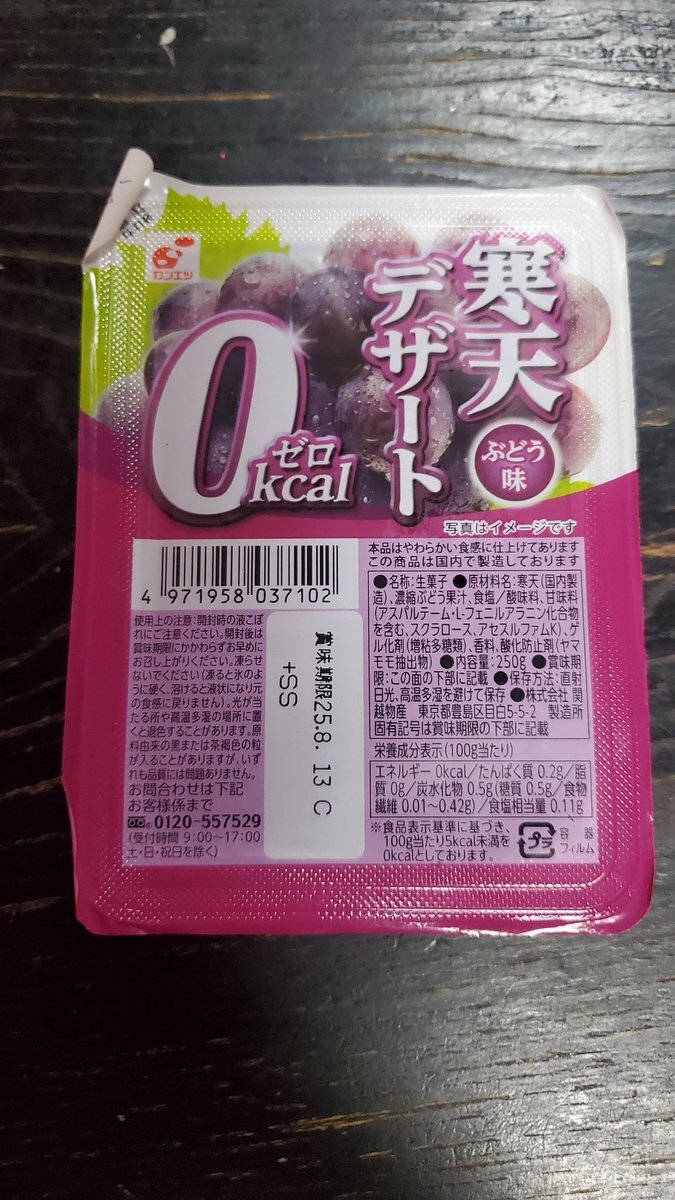 カンエツ
寒天
デザート
ぶどう
味
0
ゼロ
kcal
写真はイメージです
本品はやわらかい食感に仕上げてあります
この商品は国内で製造しております
4 971958 037102
●名称:生菓子 ●原材料名:寒天(国内製
造)、濃縮ぶどう果汁、食塩/酸味料、甘味料
(アスパルテーム・L-フェニルアラニン化合物
を含む、スクラロース、アセスルファムK)、ゲ
ル化剤(増粘多糖類)、香料、酸化防止剤(ヤマ
モモ抽出物) ●内容量:250g ●賞味期
限:この面の下部に記載 ●保存方法:直射
日光、高温多湿を避けて保存 ●株式会社 関
越物産 東京都豊島区目白5-5-2 製造所
固有記号は賞味期限の下部に記載
栄養成分表示(100g当たり)
エネルギー 0kcal/たんぱく質 0.2g/脂
質 0g/炭水化物 0.5g(糖質 0.5g/食物
繊維 0.01~0.42g)/食塩相当量 0.11g
※食品表示基準に基づき、
100g当たり5kcal未満を
0kcalとしております。
プラ
容器
フィルム
使用上の注意:開封時の液こぼ
れにご注意ください。開封後は
賞味期限にかかわらずお早めに
お召し上がりください。凍らせ
ないでください(凍ると氷のよ
うに硬く、溶けると液状になり元
の食感に戻りません)。光が当
たる所や高温多湿の場所に置
くと退色することがあります。原
料由来の黒または茶褐色の粒
が入ることがありますが、いず
れも品質には問題ありません。
お問合わせは下記
お客様係まで
0120-557529
(受付時間 9:00~17:00
土・日・祝日を除く)
賞味期限25.8. 13 C
+SS